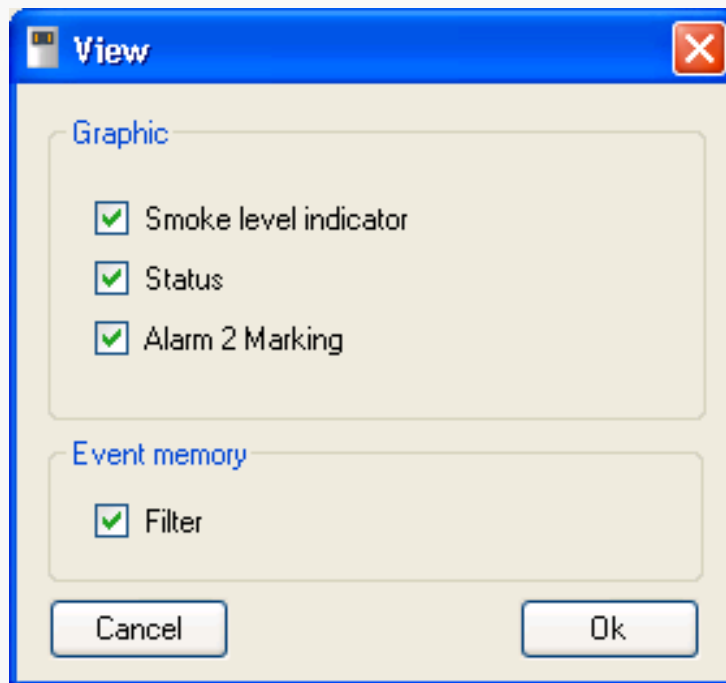 View
Graphic
Smoke level indicator
Status
Alarm 2 Marking
Event memory
Filter
Cancel Ok